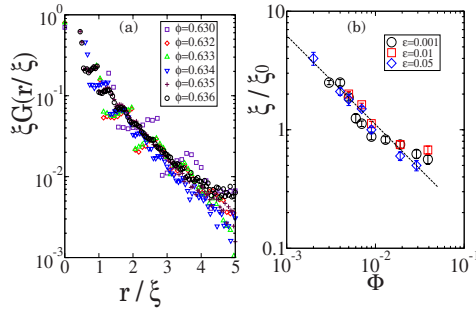 (a)
ξG(r/ξ)
10^0
10^-1
10^-2
10^-3
0 1 2 3 4 5
r/ξ
ϕ=0.630
ϕ=0.632
ϕ=0.633
ϕ=0.634
ϕ=0.635
ϕ=0.636
(b)
ξ/ξ0
10
1
0.1
10^-3 10^-2 10^-1
Φ
ε=0.001
ε=0.01
ε=0.05